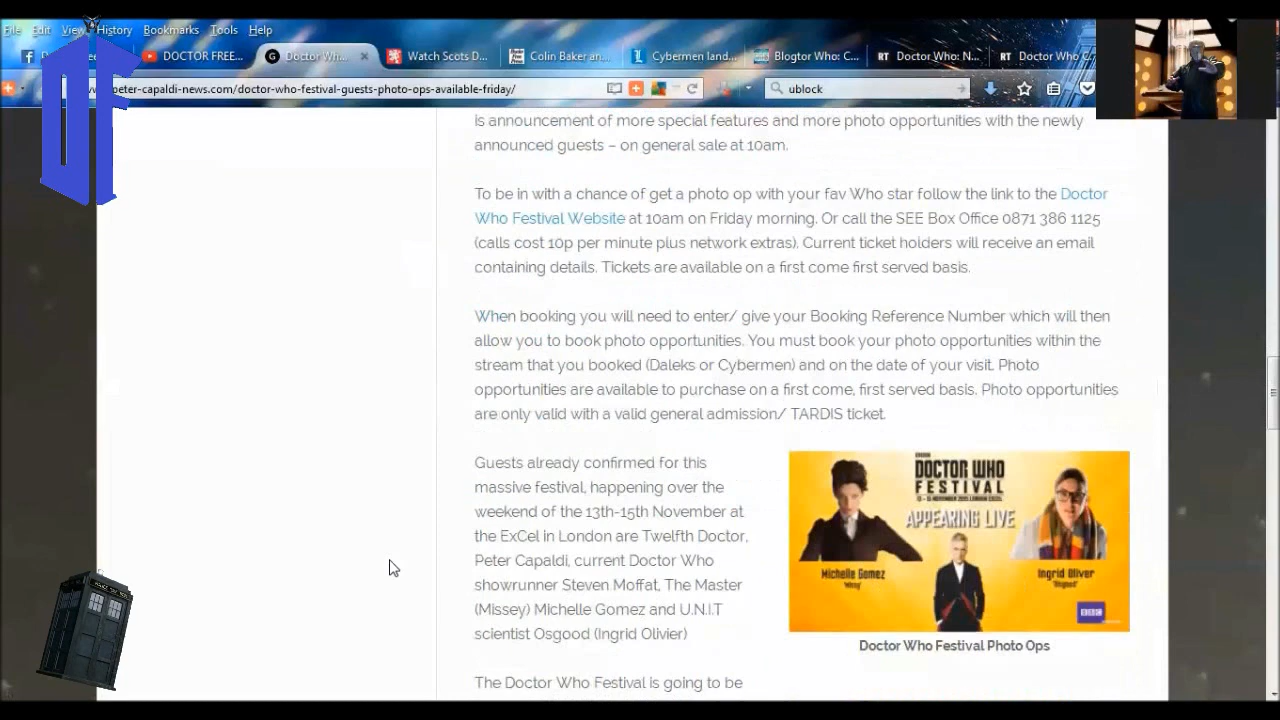 File Edit View History Bookmarks Tools Help
DOCTOR FREE... Doctor Wh... Watch Scots D... Colin Baker an... Cybermen land... Blogtor Who: C... RT Doctor Who: N... RT Doctor Who C
peter-capaldi-news.com/doctor-who-festival-guests-photo-ops-available-friday/ ublock
DF
is announcement of more special features and more photo opportunities with the newly
announced guests – on general sale at 10am.
To be in with a chance of get a photo op with your fav Who star follow the link to the Doctor
Who Festival Website at 10am on Friday morning. Or call the SEE Box Office 0871 386 1125
(calls cost 10p per minute plus network extras). Current ticket holders will receive an email
containing details. Tickets are available on a first come first served basis.
When booking you will need to enter/ give your Booking Reference Number which will then
allow you to book photo opportunities. You must book your photo opportunities within the
stream that you booked (Daleks or Cybermen) and on the date of your visit. Photo
opportunities are available to purchase on a first come, first served basis. Photo opportunities
are only valid with a valid general admission/ TARDIS ticket.
Guests already confirmed for this
massive festival, happening over the
weekend of the 13th-15th November at
the ExCel in London are Twelfth Doctor,
Peter Capaldi, current Doctor Who
showrunner Steven Moffat, The Master
(Missey) Michelle Gomez and U.N.I.T
scientist Osgood (Ingrid Olivier)
DOCTOR WHO
FESTIVAL
APPEARING LIVE
Michelle Gomez
'Missy'
Ingrid Oliver
'Osgood'
BBC
Doctor Who Festival Photo Ops
The Doctor Who Festival is going to be